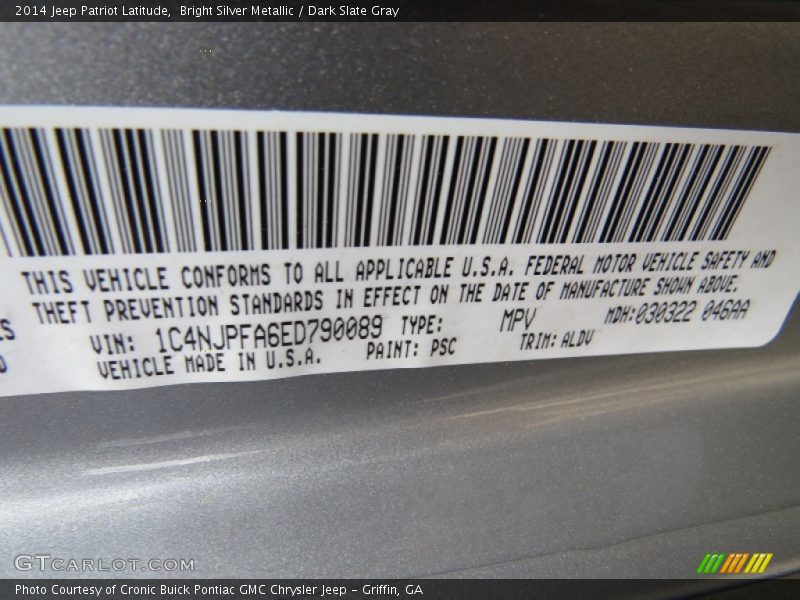 2014 Jeep Patriot Latitude,  Bright Silver Metallic / Dark Slate Gray
THIS VEHICLE CONFORMS TO ALL APPLICABLE U.S.A. FEDERAL MOTOR VEHICLE SAFETY AND
THEFT PREVENTION STANDARDS IN EFFECT ON THE DATE OF MANUFACTURE SHOWN ABOVE.
VIN: 1C4NJPFA6ED790089 TYPE: MPV MDH:030322 046AA
VEHICLE MADE IN U.S.A. PAINT: PSC TRIM: ALDV
GTCARLOT.COM
Photo Courtesy of Cronic Buick Pontiac GMC Chrysler Jeep - Griffin, GA